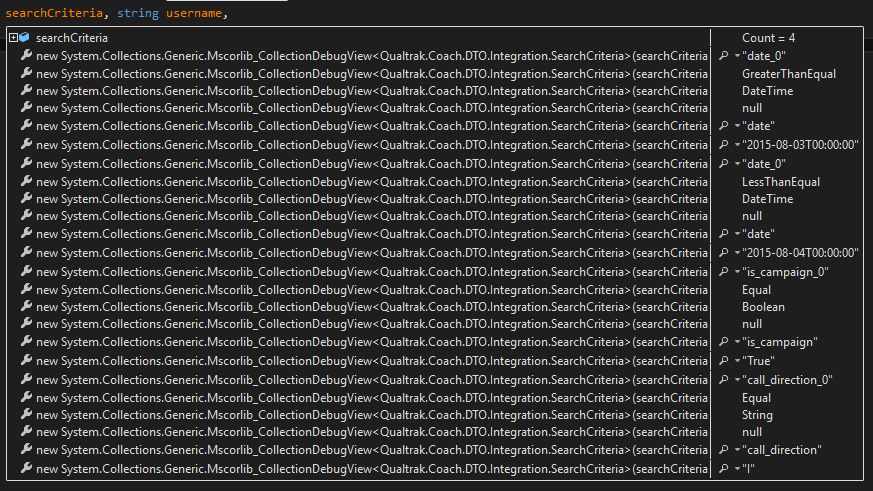 searchCriteria, string username,
searchCriteria Count = 4
new System.Collections.Generic.Mscorlib_CollectionDebugView<Qualtrak.Coach.DTO.Integration.SearchCriteria>(searchCriteria "date_0"
new System.Collections.Generic.Mscorlib_CollectionDebugView<Qualtrak.Coach.DTO.Integration.SearchCriteria>(searchCriteria GreaterThanEqual
new System.Collections.Generic.Mscorlib_CollectionDebugView<Qualtrak.Coach.DTO.Integration.SearchCriteria>(searchCriteria DateTime
new System.Collections.Generic.Mscorlib_CollectionDebugView<Qualtrak.Coach.DTO.Integration.SearchCriteria>(searchCriteria null
new System.Collections.Generic.Mscorlib_CollectionDebugView<Qualtrak.Coach.DTO.Integration.SearchCriteria>(searchCriteria "date"
new System.Collections.Generic.Mscorlib_CollectionDebugView<Qualtrak.Coach.DTO.Integration.SearchCriteria>(searchCriteria "2015-08-03T00:00:00"
new System.Collections.Generic.Mscorlib_CollectionDebugView<Qualtrak.Coach.DTO.Integration.SearchCriteria>(searchCriteria "date_0"
new System.Collections.Generic.Mscorlib_CollectionDebugView<Qualtrak.Coach.DTO.Integration.SearchCriteria>(searchCriteria LessThanEqual
new System.Collections.Generic.Mscorlib_CollectionDebugView<Qualtrak.Coach.DTO.Integration.SearchCriteria>(searchCriteria DateTime
new System.Collections.Generic.Mscorlib_CollectionDebugView<Qualtrak.Coach.DTO.Integration.SearchCriteria>(searchCriteria null
new System.Collections.Generic.Mscorlib_CollectionDebugView<Qualtrak.Coach.DTO.Integration.SearchCriteria>(searchCriteria "date"
new System.Collections.Generic.Mscorlib_CollectionDebugView<Qualtrak.Coach.DTO.Integration.SearchCriteria>(searchCriteria "2015-08-04T00:00:00"
new System.Collections.Generic.Mscorlib_CollectionDebugView<Qualtrak.Coach.DTO.Integration.SearchCriteria>(searchCriteria "is_campaign_0"
new System.Collections.Generic.Mscorlib_CollectionDebugView<Qualtrak.Coach.DTO.Integration.SearchCriteria>(searchCriteria Equal
new System.Collections.Generic.Mscorlib_CollectionDebugView<Qualtrak.Coach.DTO.Integration.SearchCriteria>(searchCriteria Boolean
new System.Collections.Generic.Mscorlib_CollectionDebugView<Qualtrak.Coach.DTO.Integration.SearchCriteria>(searchCriteria null
new System.Collections.Generic.Mscorlib_CollectionDebugView<Qualtrak.Coach.DTO.Integration.SearchCriteria>(searchCriteria "is_campaign"
new System.Collections.Generic.Mscorlib_CollectionDebugView<Qualtrak.Coach.DTO.Integration.SearchCriteria>(searchCriteria "True"
new System.Collections.Generic.Mscorlib_CollectionDebugView<Qualtrak.Coach.DTO.Integration.SearchCriteria>(searchCriteria "call_direction_0"
new System.Collections.Generic.Mscorlib_CollectionDebugView<Qualtrak.Coach.DTO.Integration.SearchCriteria>(searchCriteria Equal
new System.Collections.Generic.Mscorlib_CollectionDebugView<Qualtrak.Coach.DTO.Integration.SearchCriteria>(searchCriteria String
new System.Collections.Generic.Mscorlib_CollectionDebugView<Qualtrak.Coach.DTO.Integration.SearchCriteria>(searchCriteria null
new System.Collections.Generic.Mscorlib_CollectionDebugView<Qualtrak.Coach.DTO.Integration.SearchCriteria>(searchCriteria "call_direction"
new System.Collections.Generic.Mscorlib_CollectionDebugView<Qualtrak.Coach.DTO.Integration.SearchCriteria>(searchCriteria "I"